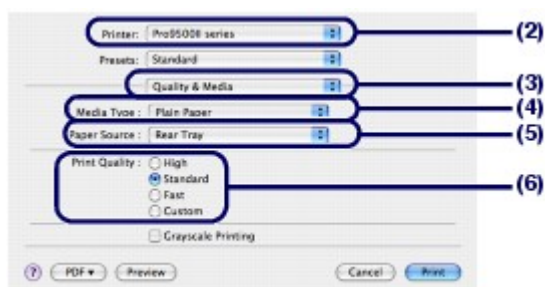 Printer: Pro9500II series (2)
Presets: Standard
Quality & Media (3)
Media Type : Plain Paper (4)
Paper Source : Rear Tray (5)
Print Quality : High
Standard (6)
Fast
Custom
Grayscale Printing
? PDF Preview Cancel Print